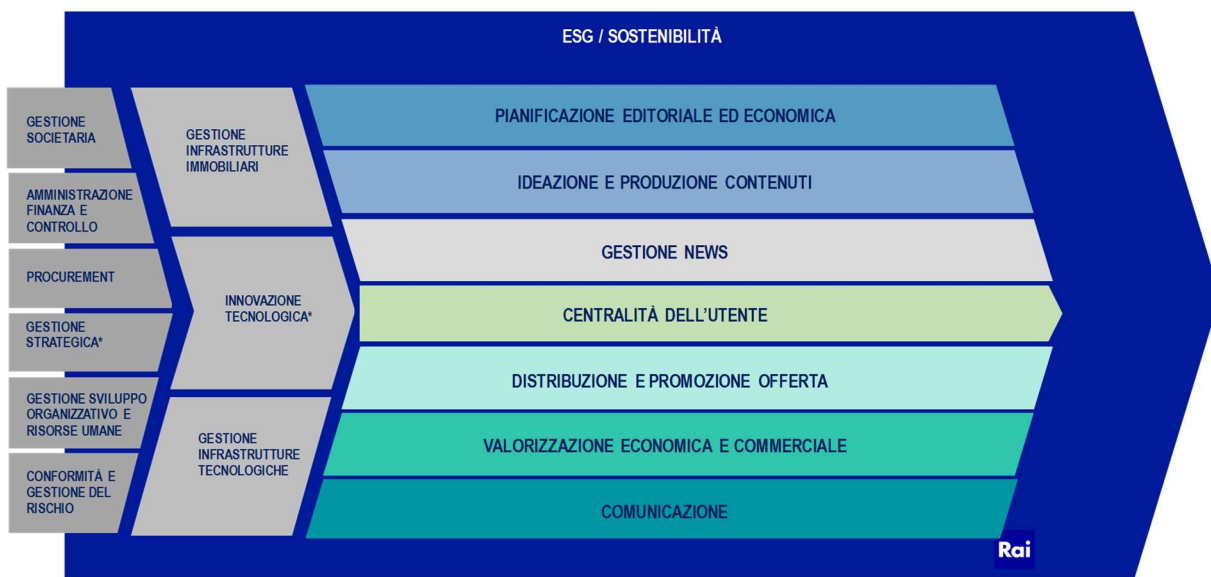 ESG / SOSTENIBILITÀ
GESTIONE
SOCIETARIA
AMMINISTRAZIONE
FINANZA E
CONTROLLO
PROCUREMENT
GESTIONE
STRATEGICA*
GESTIONE SVILUPPO
ORGANIZZATIVO E
RISORSE UMANE
CONFORMITÀ E
GESTIONE DEL
RISCHIO
GESTIONE
INFRASTRUTTURE
IMMOBILIARI
INNOVAZIONE
TECNOLOGICA*
GESTIONE
INFRASTRUTTURE
TECNOLOGICHE
PIANIFICAZIONE EDITORIALE ED ECONOMICA
IDEAZIONE E PRODUZIONE CONTENUTI
GESTIONE NEWS
CENTRALITÀ DELL'UTENTE
DISTRIBUZIONE E PROMOZIONE OFFERTA
VALORIZZAZIONE ECONOMICA E COMMERCIALE
COMUNICAZIONE
Rai